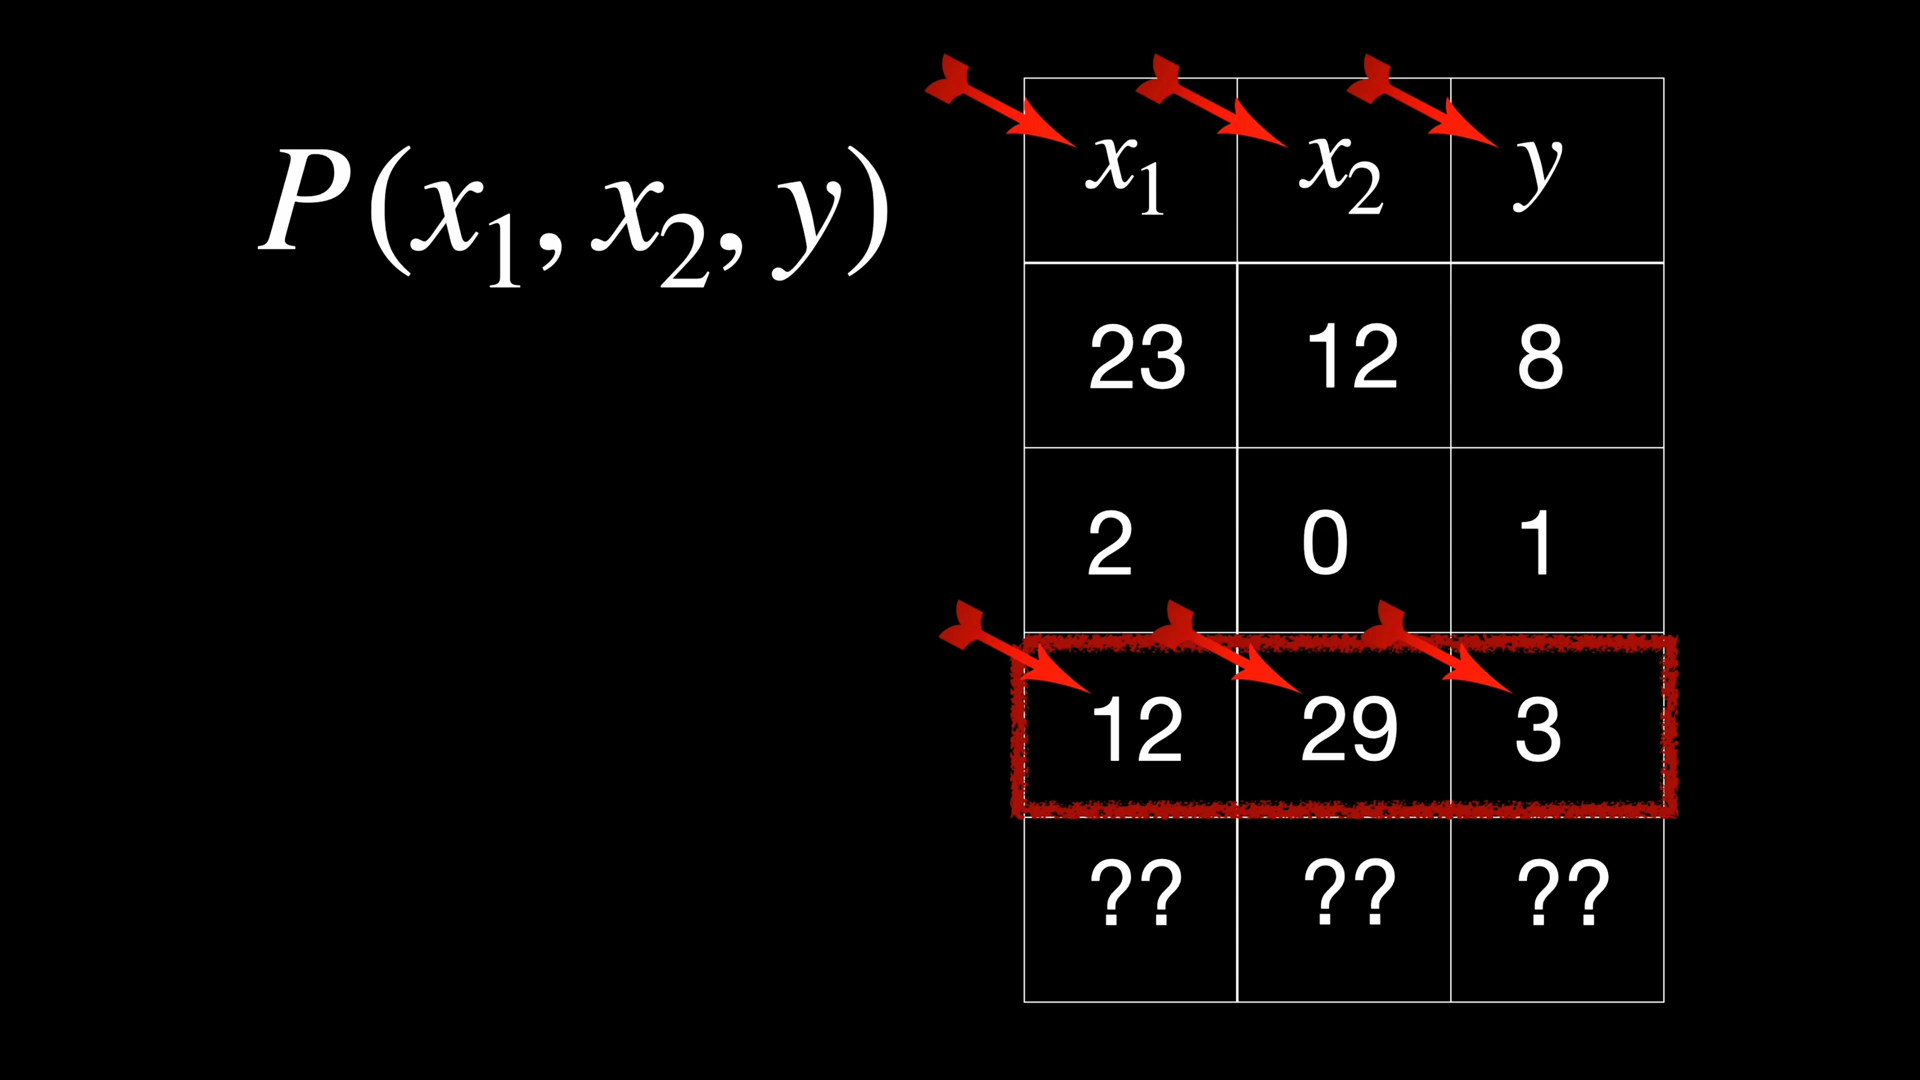 P(x₁, x₂, y)
x₁ x₂ y
23 12 8
2 0 1
12 29 3
?? ?? ??